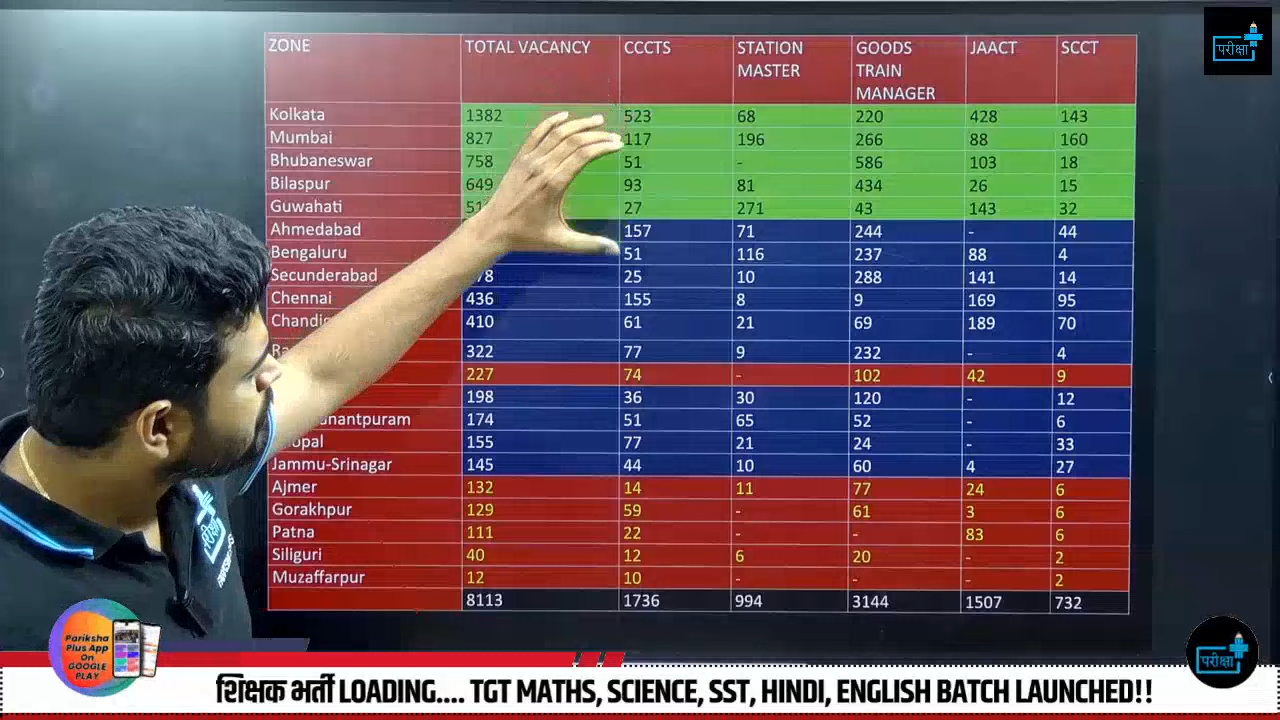 परीक्षा
ZONE TOTAL VACANCY CCCTS STATION MASTER GOODS TRAIN MANAGER JAACT SCCT
Kolkata 1382 523 68 220 428 143
Mumbai 827 117 196 266 88 160
Bhubaneswar 758 51 - 586 103 18
Bilaspur 649 93 81 434 26 15
Guwahati 27 271 43 143 32
Ahmedabad 157 71 244 - 44
Bengaluru 51 116 237 88 4
Secunderabad 25 10 288 141 14
Chennai 436 155 8 9 169 95
410 61 21 69 189 70
322 77 9 232 - 4
227 74 - 102 42 9
198 36 30 120 - 12
174 51 65 52 - 6
155 77 21 24 - 33
Jammu-Srinagar 145 44 10 60 4 27
Ajmer 132 14 11 77 24 6
Gorakhpur 129 59 - 61 3 6
Patna 111 22 - - 83 6
Siliguri 40 12 6 20 - 2
Muzaffarpur 12 10 - - - 2
8113 1736 994 3144 1507 732
Pariksha
Plus App
On
GOOGLE
PLAY
परीक्षा
शिक्षक भर्ती LOADING.... TGT MATHS, SCIENCE, SST, HINDI, ENGLISH BATCH LAUNCHED!!